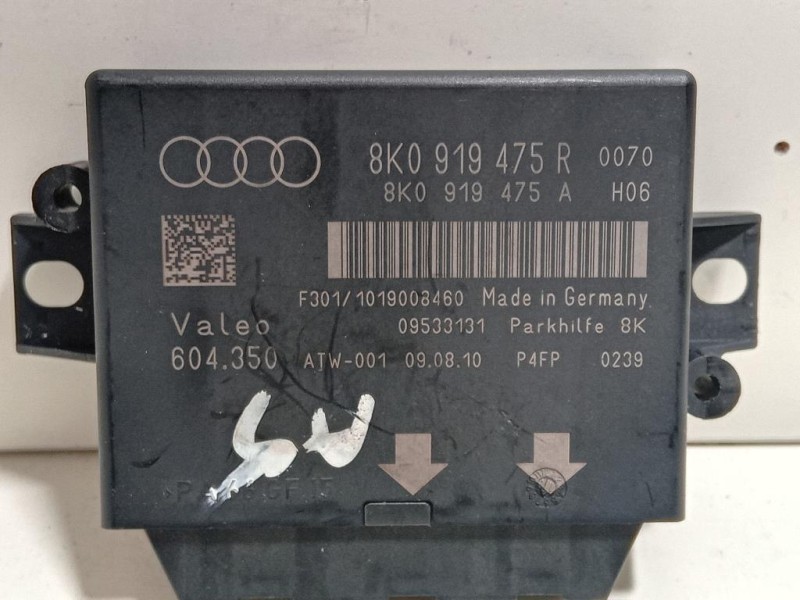 8K0 919 475 R 0070
8K0 919 475 A H06
F301/1019008460 Made in Germany
Valeo 09533131 Parkhilfe 8K
604.350 ATW-001 09.08.10 P4FP 0239